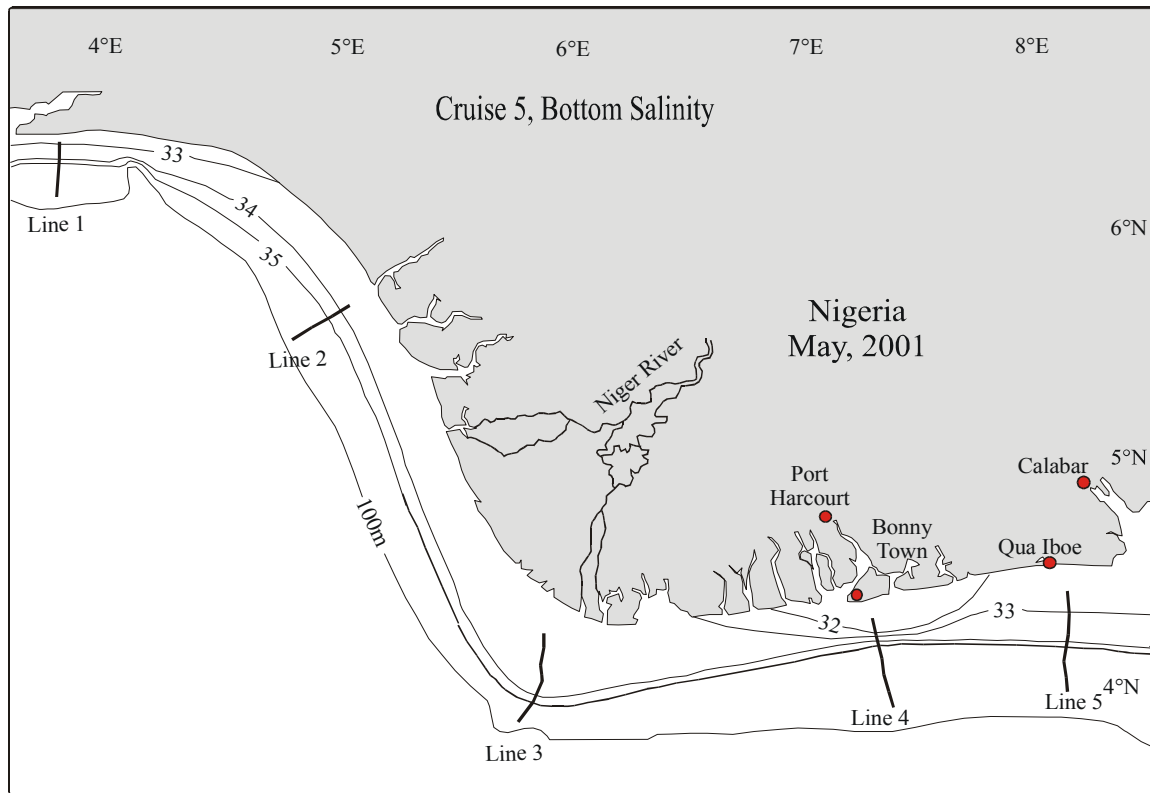 4°E
5°E
6°E
7°E
8°E
Cruise 5, Bottom Salinity
33
Line 1
34
35
6°N
Line 2
Nigeria
May, 2001
Niger River
100m
Port
Harcourt
Calabar
5°N
Bonny
Town
Qua Iboe
32
33
Line 3
Line 4
Line 5
4°N